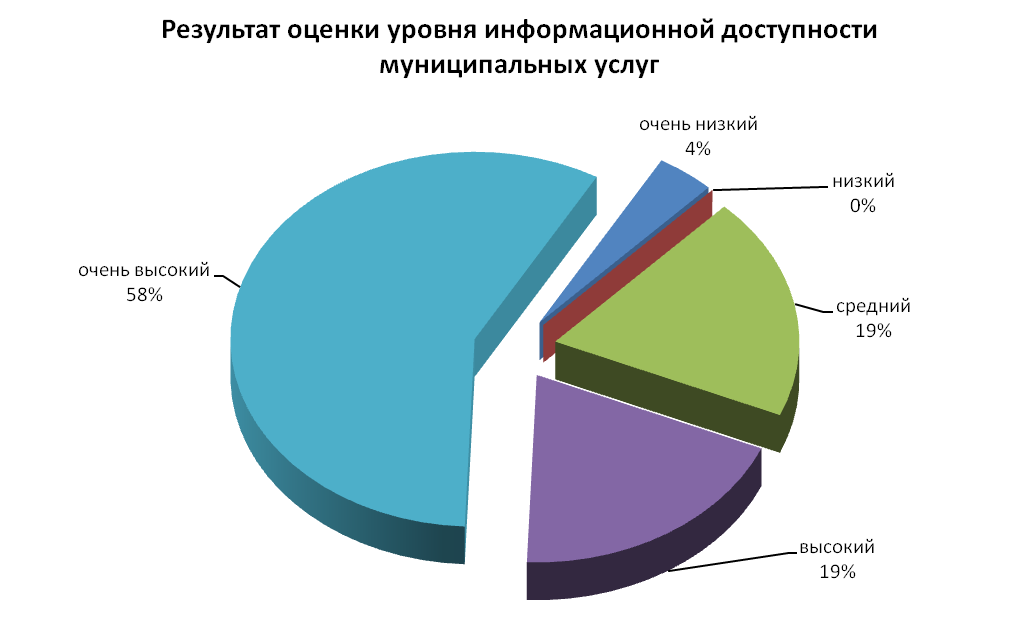 Результат оценки уровня информационной доступности
муниципальных услуг
очень низкий
4%
низкий
0%
средний
19%
высокий
19%
очень высокий
58%